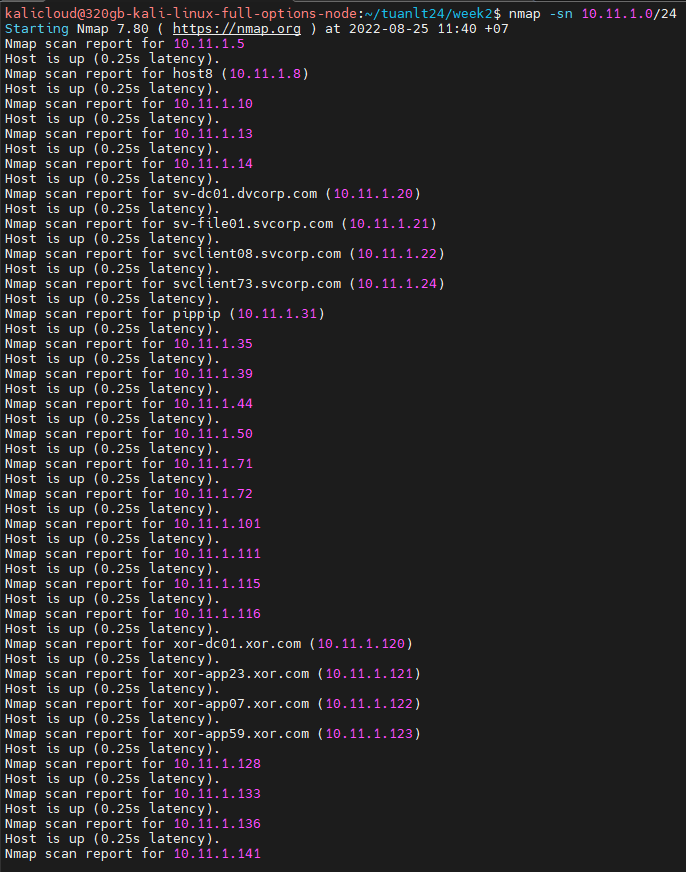 kalicloud@320gb-kali-linux-full-options-node:~/tuanlt24/week2$ nmap -sn 10.11.1.0/24
Starting Nmap 7.80 ( https://nmap.org ) at 2022-08-25 11:40 +07
Nmap scan report for 10.11.1.5
Host is up (0.25s latency).
Nmap scan report for host8 (10.11.1.8)
Host is up (0.25s latency).
Nmap scan report for 10.11.1.10
Host is up (0.25s latency).
Nmap scan report for 10.11.1.13
Host is up (0.25s latency).
Nmap scan report for 10.11.1.14
Host is up (0.25s latency).
Nmap scan report for sv-dc01.dvcorp.com (10.11.1.20)
Host is up (0.25s latency).
Nmap scan report for sv-file01.svcorp.com (10.11.1.21)
Host is up (0.25s latency).
Nmap scan report for svclient08.svcorp.com (10.11.1.22)
Host is up (0.25s latency).
Nmap scan report for svclient73.svcorp.com (10.11.1.24)
Host is up (0.25s latency).
Nmap scan report for pippip (10.11.1.31)
Host is up (0.25s latency).
Nmap scan report for 10.11.1.35
Host is up (0.25s latency).
Nmap scan report for 10.11.1.39
Host is up (0.25s latency).
Nmap scan report for 10.11.1.44
Host is up (0.25s latency).
Nmap scan report for 10.11.1.50
Host is up (0.25s latency).
Nmap scan report for 10.11.1.71
Host is up (0.25s latency).
Nmap scan report for 10.11.1.72
Host is up (0.25s latency).
Nmap scan report for 10.11.1.101
Host is up (0.25s latency).
Nmap scan report for 10.11.1.111
Host is up (0.25s latency).
Nmap scan report for 10.11.1.115
Host is up (0.25s latency).
Nmap scan report for 10.11.1.116
Host is up (0.25s latency).
Nmap scan report for xor-dc01.xor.com (10.11.1.120)
Host is up (0.25s latency).
Nmap scan report for xor-app23.xor.com (10.11.1.121)
Host is up (0.25s latency).
Nmap scan report for xor-app07.xor.com (10.11.1.122)
Host is up (0.25s latency).
Nmap scan report for xor-app59.xor.com (10.11.1.123)
Host is up (0.25s latency).
Nmap scan report for 10.11.1.128
Host is up (0.25s latency).
Nmap scan report for 10.11.1.133
Host is up (0.25s latency).
Nmap scan report for 10.11.1.136
Host is up (0.25s latency).
Nmap scan report for 10.11.1.141